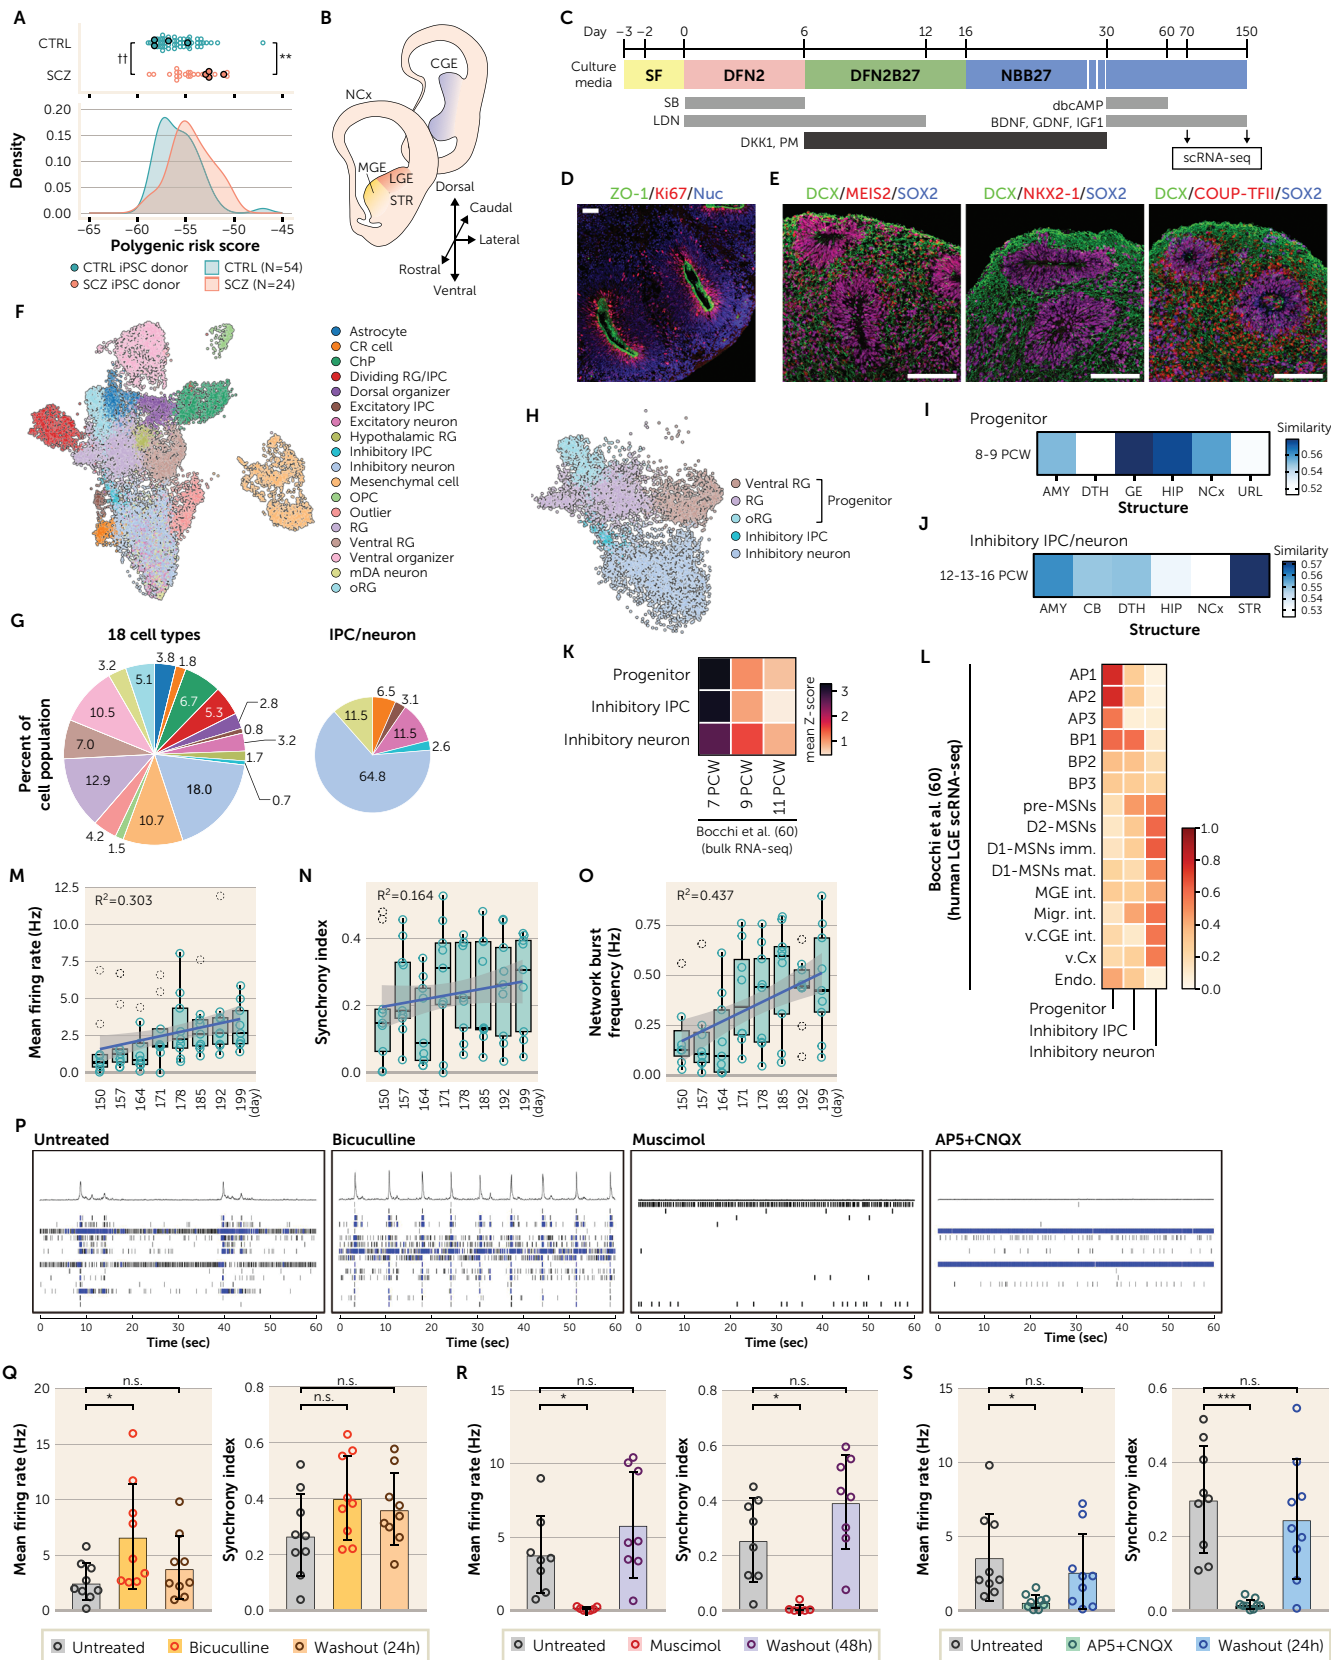 A
CTRL
SCZ
††
**
Density
0.20
0.15
0.10
0.05
0.00
−65 −60 −55 −50 −45
Polygenic risk score
CTRL iPSC donor
SCZ iPSC donor
CTRL (N=54)
SCZ (N=24)
B
CGE
NCx
MGE
LGE
STR
Dorsal
Caudal
Lateral
Rostral
Ventral
C
Day −3 −2 0 6 12 16 30 60 70 150
Culture media
SF DFN2 DFN2B27 NBB27
SB
LDN
DKK1, PM
dbcAMP
BDNF, GDNF, IGF1
scRNA-seq
D
ZO-1/Ki67/Nuc
E
DCX/MEIS2/SOX2
DCX/NKX2-1/SOX2
DCX/COUP-TFII/SOX2
F
Astrocyte
CR cell
ChP
Dividing RG/IPC
Dorsal organizer
Excitatory IPC
Excitatory neuron
Hypothalamic RG
Inhibitory IPC
Inhibitory neuron
Mesenchymal cell
OPC
Outlier
RG
Ventral RG
Ventral organizer
mDA neuron
oRG
G
18 cell types
Percent of cell population
3.8
1.8
6.7
5.3
2.8
0.8
3.2
1.7
0.7
18.0
10.7
1.5
4.2
12.9
7.0
10.5
3.2
5.1
IPC/neuron
6.5
3.1
11.5
2.6
64.8
11.5
H
Ventral RG
RG
oRG
Progenitor
Inhibitory IPC
Inhibitory neuron
I
Progenitor
8-9 PCW
AMY DTH GE HIP NCx URL
Structure
Similarity
0.56
0.54
0.52
J
Inhibitory IPC/neuron
12-13-16 PCW
AMY CB DTH HIP NCx STR
Structure
Similarity
0.57
0.56
0.55
0.54
0.53
K
Progenitor
Inhibitory IPC
Inhibitory neuron
7 PCW
9 PCW
11 PCW
Bocchi et al. (60)
(bulk RNA-seq)
mean Z-score
3
2
1
L
Bocchi et al. (60)
(human LGE scRNA-seq)
AP1
AP2
AP3
BP1
BP2
BP3
pre-MSNs
D2-MSNs
D1-MSNs imm.
D1-MSNs mat.
MGE int.
Migr. int.
v.CGE int.
v.Cx
Endo.
Progenitor
Inhibitory IPC
Inhibitory neuron
1.0
0.8
0.6
0.4
0.2
0.0
M
Mean firing rate (Hz)
R²=0.303
12.5
10.0
7.5
5.0
2.5
0.0
150 157 164 171 178 185 192 199 (day)
N
Synchrony index
R²=0.164
0.4
0.2
0.0
150 157 164 171 178 185 192 199 (day)
O
Network burst frequency (Hz)
R²=0.437
0.75
0.50
0.25
0.00
150 157 164 171 178 185 192 199 (day)
P
Untreated
0 10 20 30 40 50 60
Time (sec)
Bicuculline
0 10 20 30 40 50 60
Time (sec)
Muscimol
0 10 20 30 40 50 60
Time (sec)
AP5+CNQX
0 10 20 30 40 50 60
Time (sec)
Q
Mean firing rate (Hz)
20
15
10
5
0
n.s.
*
Synchrony index
0.8
0.6
0.4
0.2
0.0
n.s.
n.s.
Untreated Bicuculline Washout (24h)
R
Mean firing rate (Hz)
15
10
5
0
n.s.
*
Synchrony index
0.8
0.6
0.4
0.2
0.0
n.s.
*
Untreated Muscimol Washout (48h)
S
Mean firing rate (Hz)
15
10
5
0
n.s.
*
Synchrony index
0.6
0.4
0.2
0.0
n.s.
***
Untreated AP5+CNQX Washout (24h)